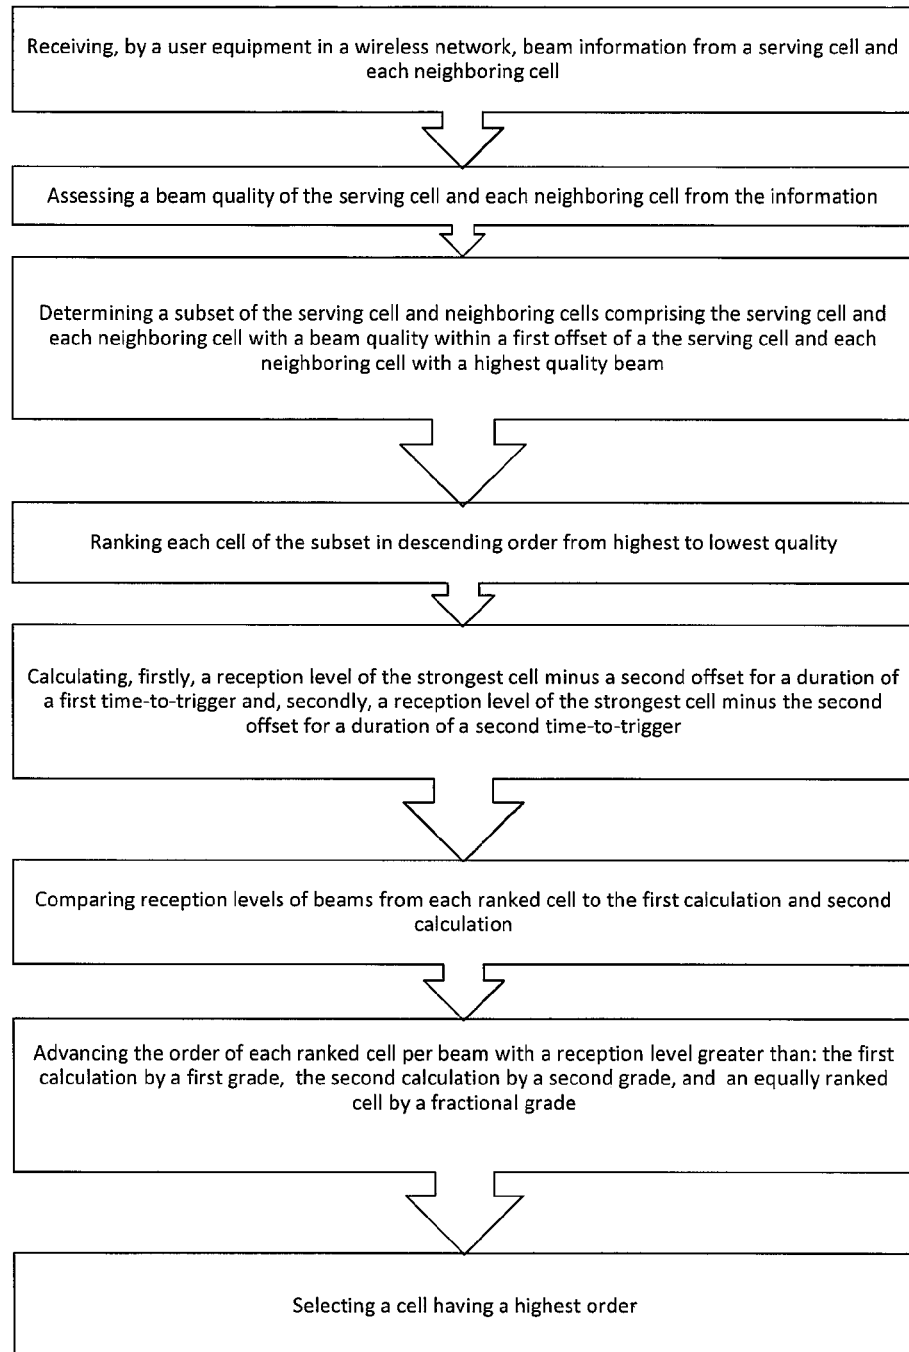 Receiving, by a user equipment in a wireless network, beam information from a serving cell and
each neighboring cell
Assessing a beam quality of the serving cell and each neighboring cell from the information
Determining a subset of the serving cell and neighboring cells comprising the serving cell and
each neighboring cell with a beam quality within a first offset of a the serving cell and each
neighboring cell with a highest quality beam
Ranking each cell of the subset in descending order from highest to lowest quality
Calculating, firstly, a reception level of the strongest cell minus a second offset for a duration of
a first time-to-trigger and, secondly, a reception level of the strongest cell minus the second
offset for a duration of a second time-to-trigger
Comparing reception levels of beams from each ranked cell to the first calculation and second
calculation
Advancing the order of each ranked cell per beam with a reception level greater than: the first
calculation by a first grade, the second calculation by a second grade, and an equally ranked
cell by a fractional grade
Selecting a cell having a highest order